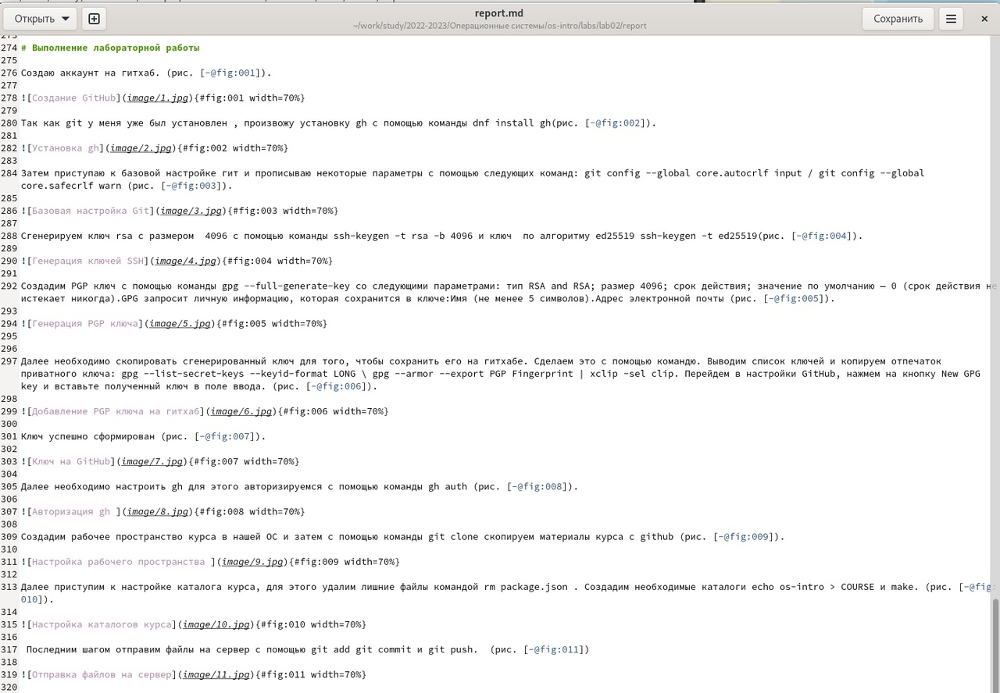 Открыть
report.md
~/work/study/2022-2023/Операционные системы/os-intro/labs/lab02/report
Сохранить
273
274 # Выполнение лабораторной работы
275
276 Создаю аккаунт на гитхаб. (рис. [-@fig:001]).
277
278 ![Создание GitHub](image/1.jpg){#fig:001 width=70%}
279
280 Так как git у меня уже был установлен , произвожу установку gh с помощью команды dnf install gh(рис. [-@fig:002]).
281
282 ![Установка gh](image/2.jpg){#fig:002 width=70%}
283
284 Затем приступаю к базовой настройке гит и прописываю некоторые параметры с помощью следующих команд: git config --global core.autocrlf input / git config --global
core.safecrlf warn (рис. [-@fig:003]).
285
286 ![Базовая настройка Git](image/3.jpg){#fig:003 width=70%}
287
288 Сгенерируем ключ rsa с размером  4096 с помощью команды ssh-keygen -t rsa -b 4096 и ключ  по алгоритму ed25519 ssh-keygen -t ed25519(рис. [-@fig:004]).
289
290 ![Генерация ключей SSH](image/4.jpg){#fig:004 width=70%}
291
292 Создадим PGP ключ с помощью команды gpg --full-generate-key со следующими параметрами: тип RSA and RSA; размер 4096; срок действия; значение по умолчанию — 0 (срок действия не
истекает никогда).GPG запросит личную информацию, которая сохранится в ключе:Имя (не менее 5 символов).Адрес электронной почты (рис. [-@fig:005]).
293
294 ![Генерация PGP ключа](image/5.jpg){#fig:005 width=70%}
295
296
297 Далее необходимо скопировать сгенерированный ключ для того, чтобы сохранить его на гитхабе. Сделаем это с помощью командю. Выводим список ключей и копируем отпечаток
приватного ключа: gpg --list-secret-keys --keyid-format LONG \ gpg --armor --export PGP Fingerprint | xclip -sel clip. Перейдем в настройки GitHub, нажмем на кнопку New GPG
key и вставьте полученный ключ в поле ввода. (рис. [-@fig:006]).
298
299 ![Добавление PGP ключа на гитхаб](image/6.jpg){#fig:006 width=70%}
300
301 Ключ успешно сформирован (рис. [-@fig:007]).
302
303 ![Ключ на GitHub](image/7.jpg){#fig:007 width=70%}
304
305 Далее необходимо настроить gh для этого авторизируемся с помощью команды gh auth (рис. [-@fig:008]).
306
307 ![Авторизация gh ](image/8.jpg){#fig:008 width=70%}
308
309 Создадим рабочее пространство курса в нашей ОС и затем с помощью команды git clone скопируем материалы курса с github (рис. [-@fig:009]).
310
311 ![Настройка рабочего пространства ](image/9.jpg){#fig:009 width=70%}
312
313 Далее приступим к настройке каталога курса, для этого удалим лишние файлы командой rm package.json . Создадим необходимые каталоги echo os-intro > COURSE и make. (рис. [-@fig:
010]).
314
315 ![Настройка каталогов курса](image/10.jpg){#fig:010 width=70%}
316
317  Последним шагом отправим файлы на сервер с помощью git add git commit и git push.  (рис. [-@fig:011])
318
319 ![Отправка файлов на сервер](image/11.jpg){#fig:011 width=70%}
320